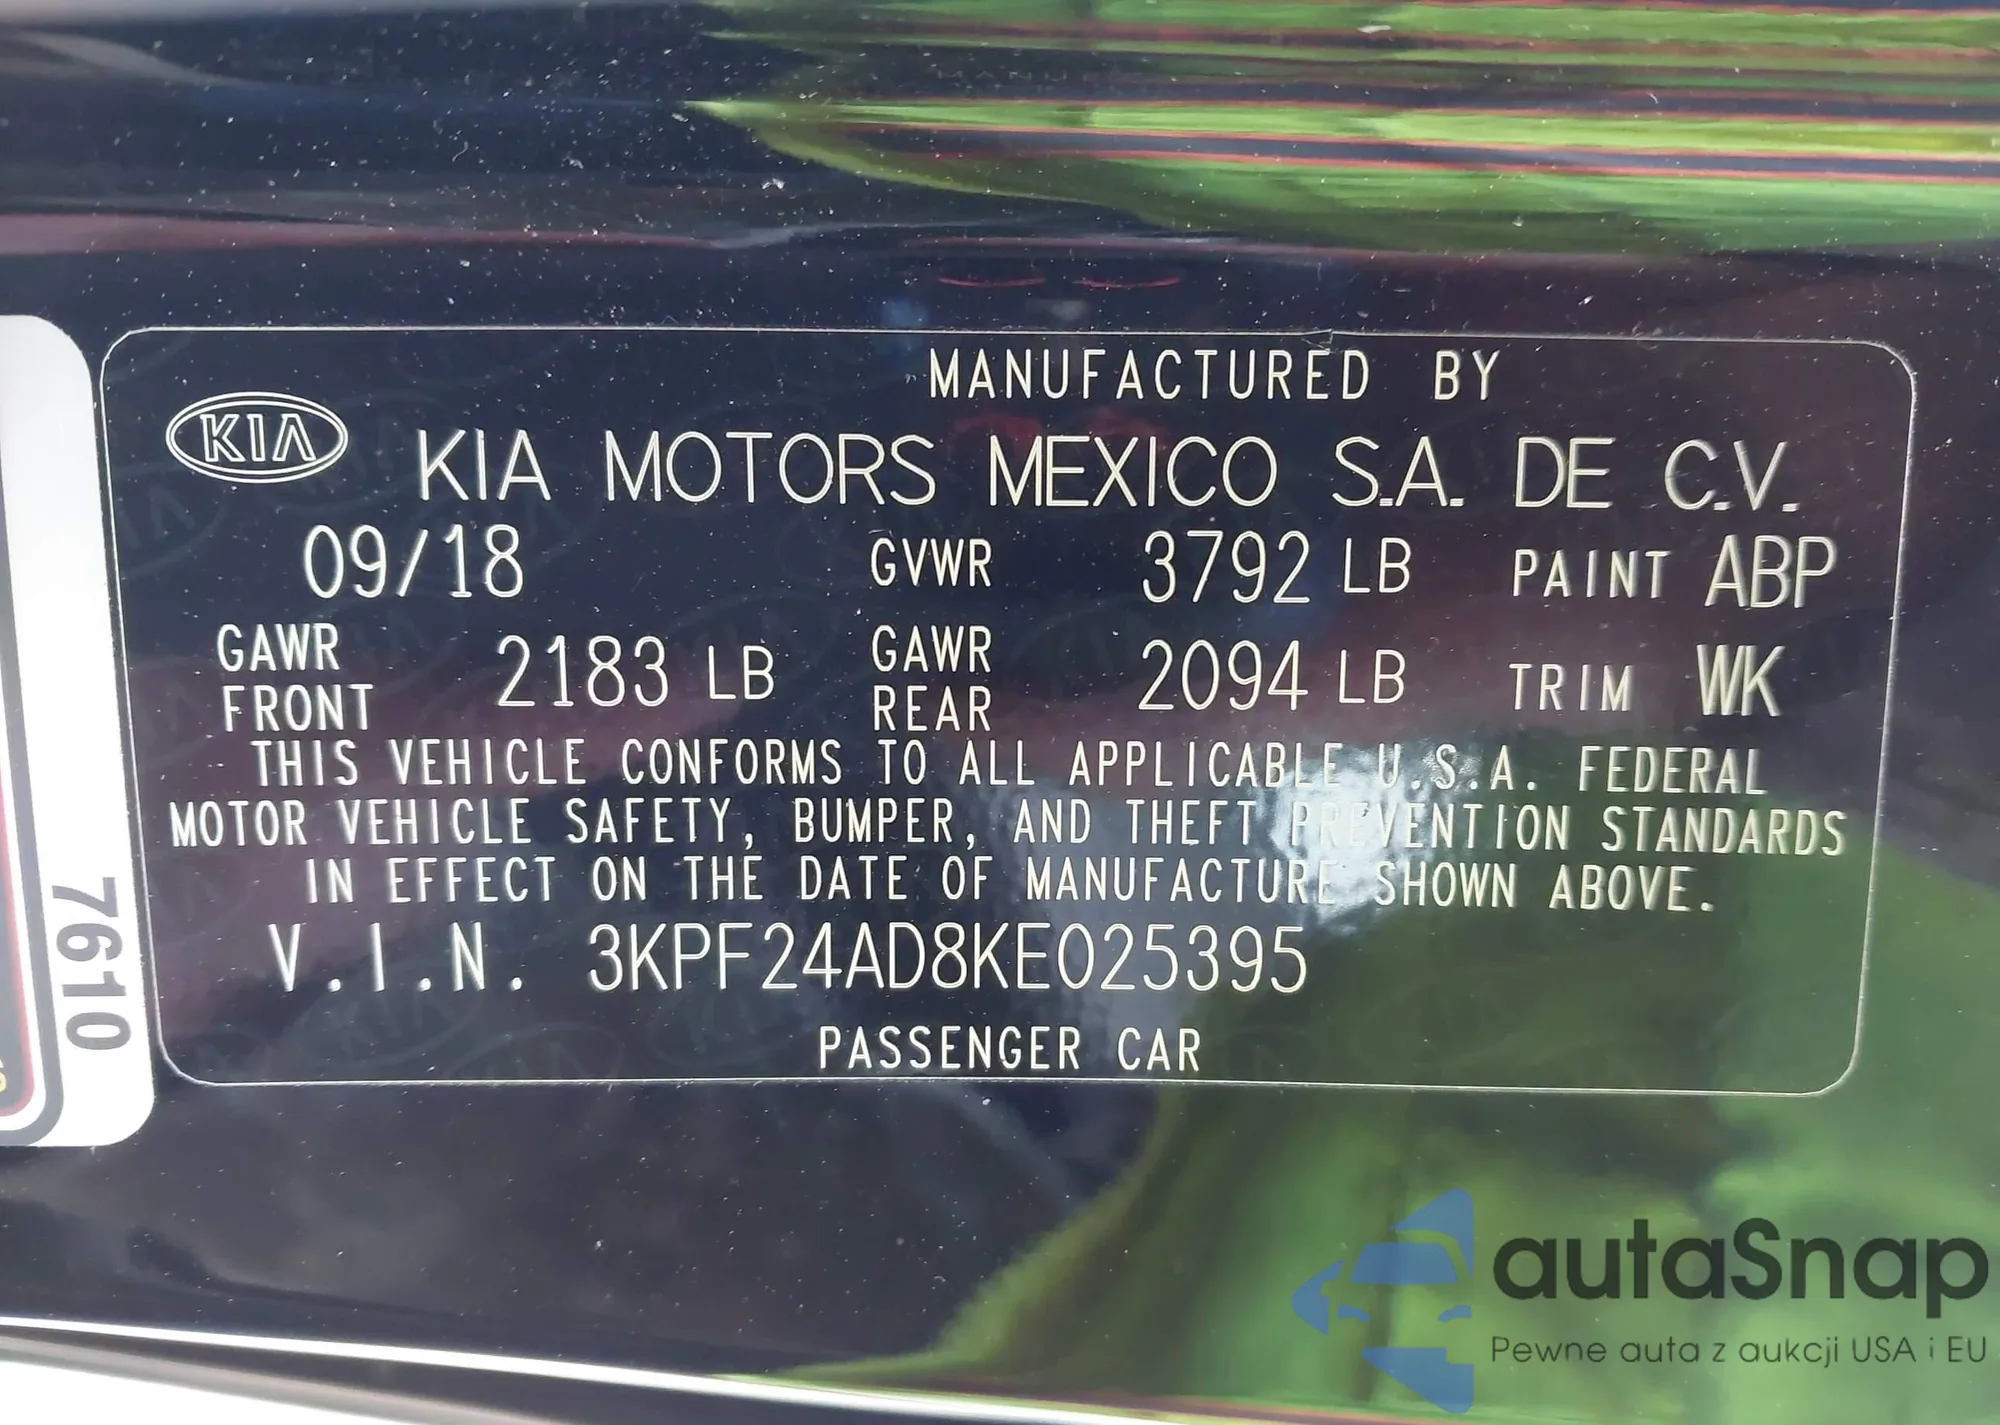 MANUFACTURED BY
KIA KIA MOTORS MEXICO S.A. DE C.V.
09/18 GVWR 3792 LB PAINT ABP
GAWR FRONT 2183 LB GAWR REAR 2094 LB TRIM WK
THIS VEHICLE CONFORMS TO ALL APPLICABLE U.S.A. FEDERAL
MOTOR VEHICLE SAFETY, BUMPER, AND THEFT PREVENTION STANDARDS
IN EFFECT ON THE DATE OF MANUFACTURE SHOWN ABOVE.
V.I.N. 3KPF24AD8KE025395
PASSENGER CAR
7610
autaSnap
Pewne auta z aukcji USA i EU